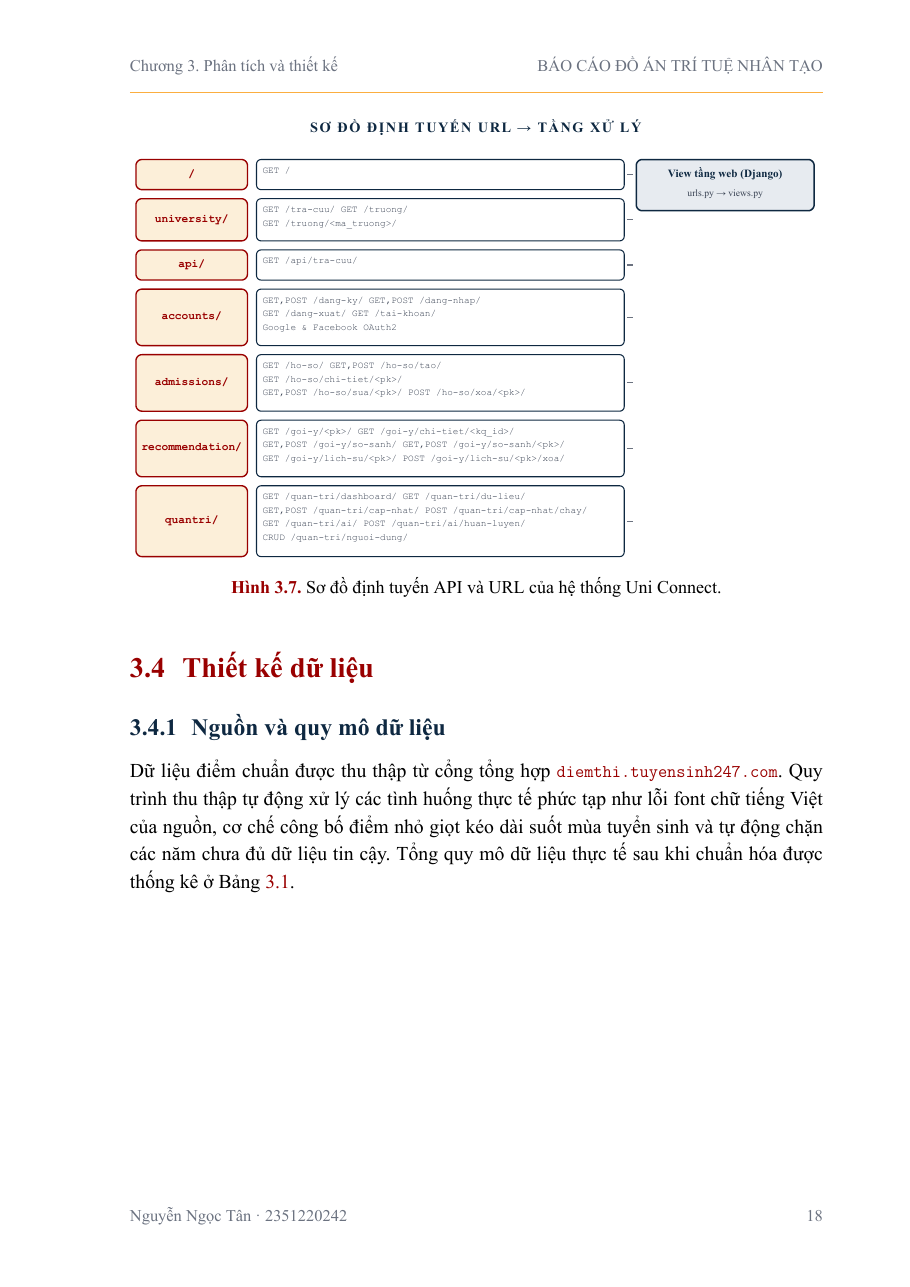 Chương 3. Phân tích và thiết kế
BÁO CÁO ĐỒ ÁN TRÍ TUỆ NHÂN TẠO
SƠ ĐỒ ĐỊNH TUYẾN URL → TẦNG XỬ LÝ
/
GET /
View tầng web (Django)
urls.py → views.py
university/
GET /tra-cuu/ GET /truong/
GET /truong/<ma_truong>/
api/
GET /api/tra-cuu/
accounts/
GET,POST /dang-ky/ GET,POST /dang-nhap/
GET /dang-xuat/ GET /tai-khoan/
Google & Facebook OAuth2
admissions/
GET /ho-so/ GET,POST /ho-so/tao/
GET /ho-so/chi-tiet/<pk>/
GET,POST /ho-so/sua/<pk>/ POST /ho-so/xoa/<pk>/
recommendation/
GET /goi-y/<pk>/ GET /goi-y/chi-tiet/<kq_id>/
GET,POST /goi-y/so-sanh/ GET,POST /goi-y/so-sanh/<pk>/
GET /goi-y/lich-su/<pk>/ POST /goi-y/lich-su/<pk>/xoa/
quantri/
GET /quan-tri/dashboard/ GET /quan-tri/du-lieu/
GET,POST /quan-tri/cap-nhat/ POST /quan-tri/cap-nhat/chay/
GET /quan-tri/ai/ POST /quan-tri/ai/huan-luyen/
CRUD /quan-tri/nguoi-dung/
Hình 3.7. Sơ đồ định tuyến API và URL của hệ thống Uni Connect.
3.4 Thiết kế dữ liệu
3.4.1 Nguồn và quy mô dữ liệu
Dữ liệu điểm chuẩn được thu thập từ cổng tổng hợp diemthi.tuyensinh247.com. Quy
trình thu thập tự động xử lý các tình huống thực tế phức tạp như lỗi font chữ tiếng Việt
của nguồn, cơ chế công bố điểm nhỏ giọt kéo dài suốt mùa tuyển sinh và tự động chặn
các năm chưa đủ dữ liệu tin cậy. Tổng quy mô dữ liệu thực tế sau khi chuẩn hóa được
thống kê ở Bảng 3.1.
Nguyễn Ngọc Tân · 2351220242
18